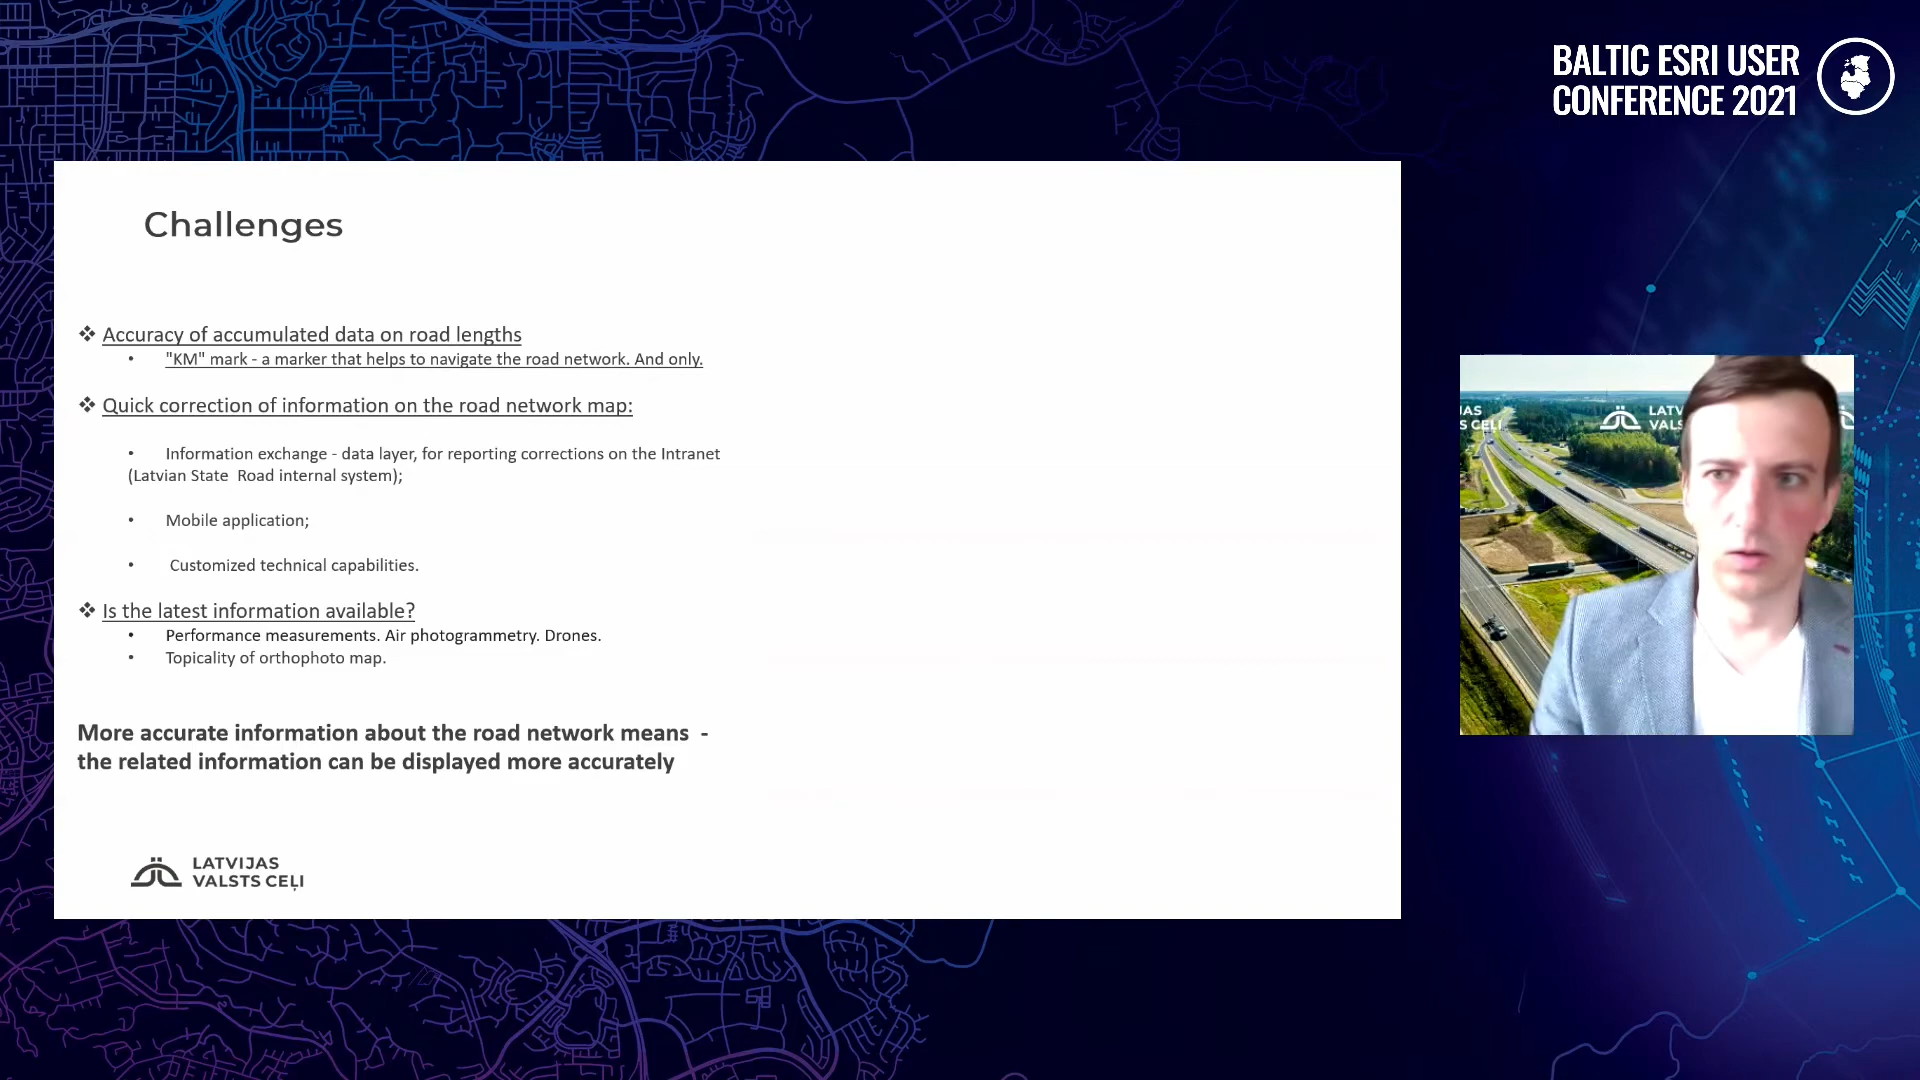 BALTIC ESRI USER
CONFERENCE 2021
Challenges
❖ Accuracy of accumulated data on road lengths
• "KM" mark - a marker that helps to navigate the road network. And only.
❖ Quick correction of information on the road network map:
• Information exchange - data layer, for reporting corrections on the Intranet
(Latvian State Road internal system);
• Mobile application;
• Customized technical capabilities.
❖ Is the latest information available?
• Performance measurements. Air photogrammetry. Drones.
• Topicality of orthophoto map.
More accurate information about the road network means -
the related information can be displayed more accurately
LATVIJAS
VALSTS CEĻI
JAS
S CEĻI
LATV
VALS